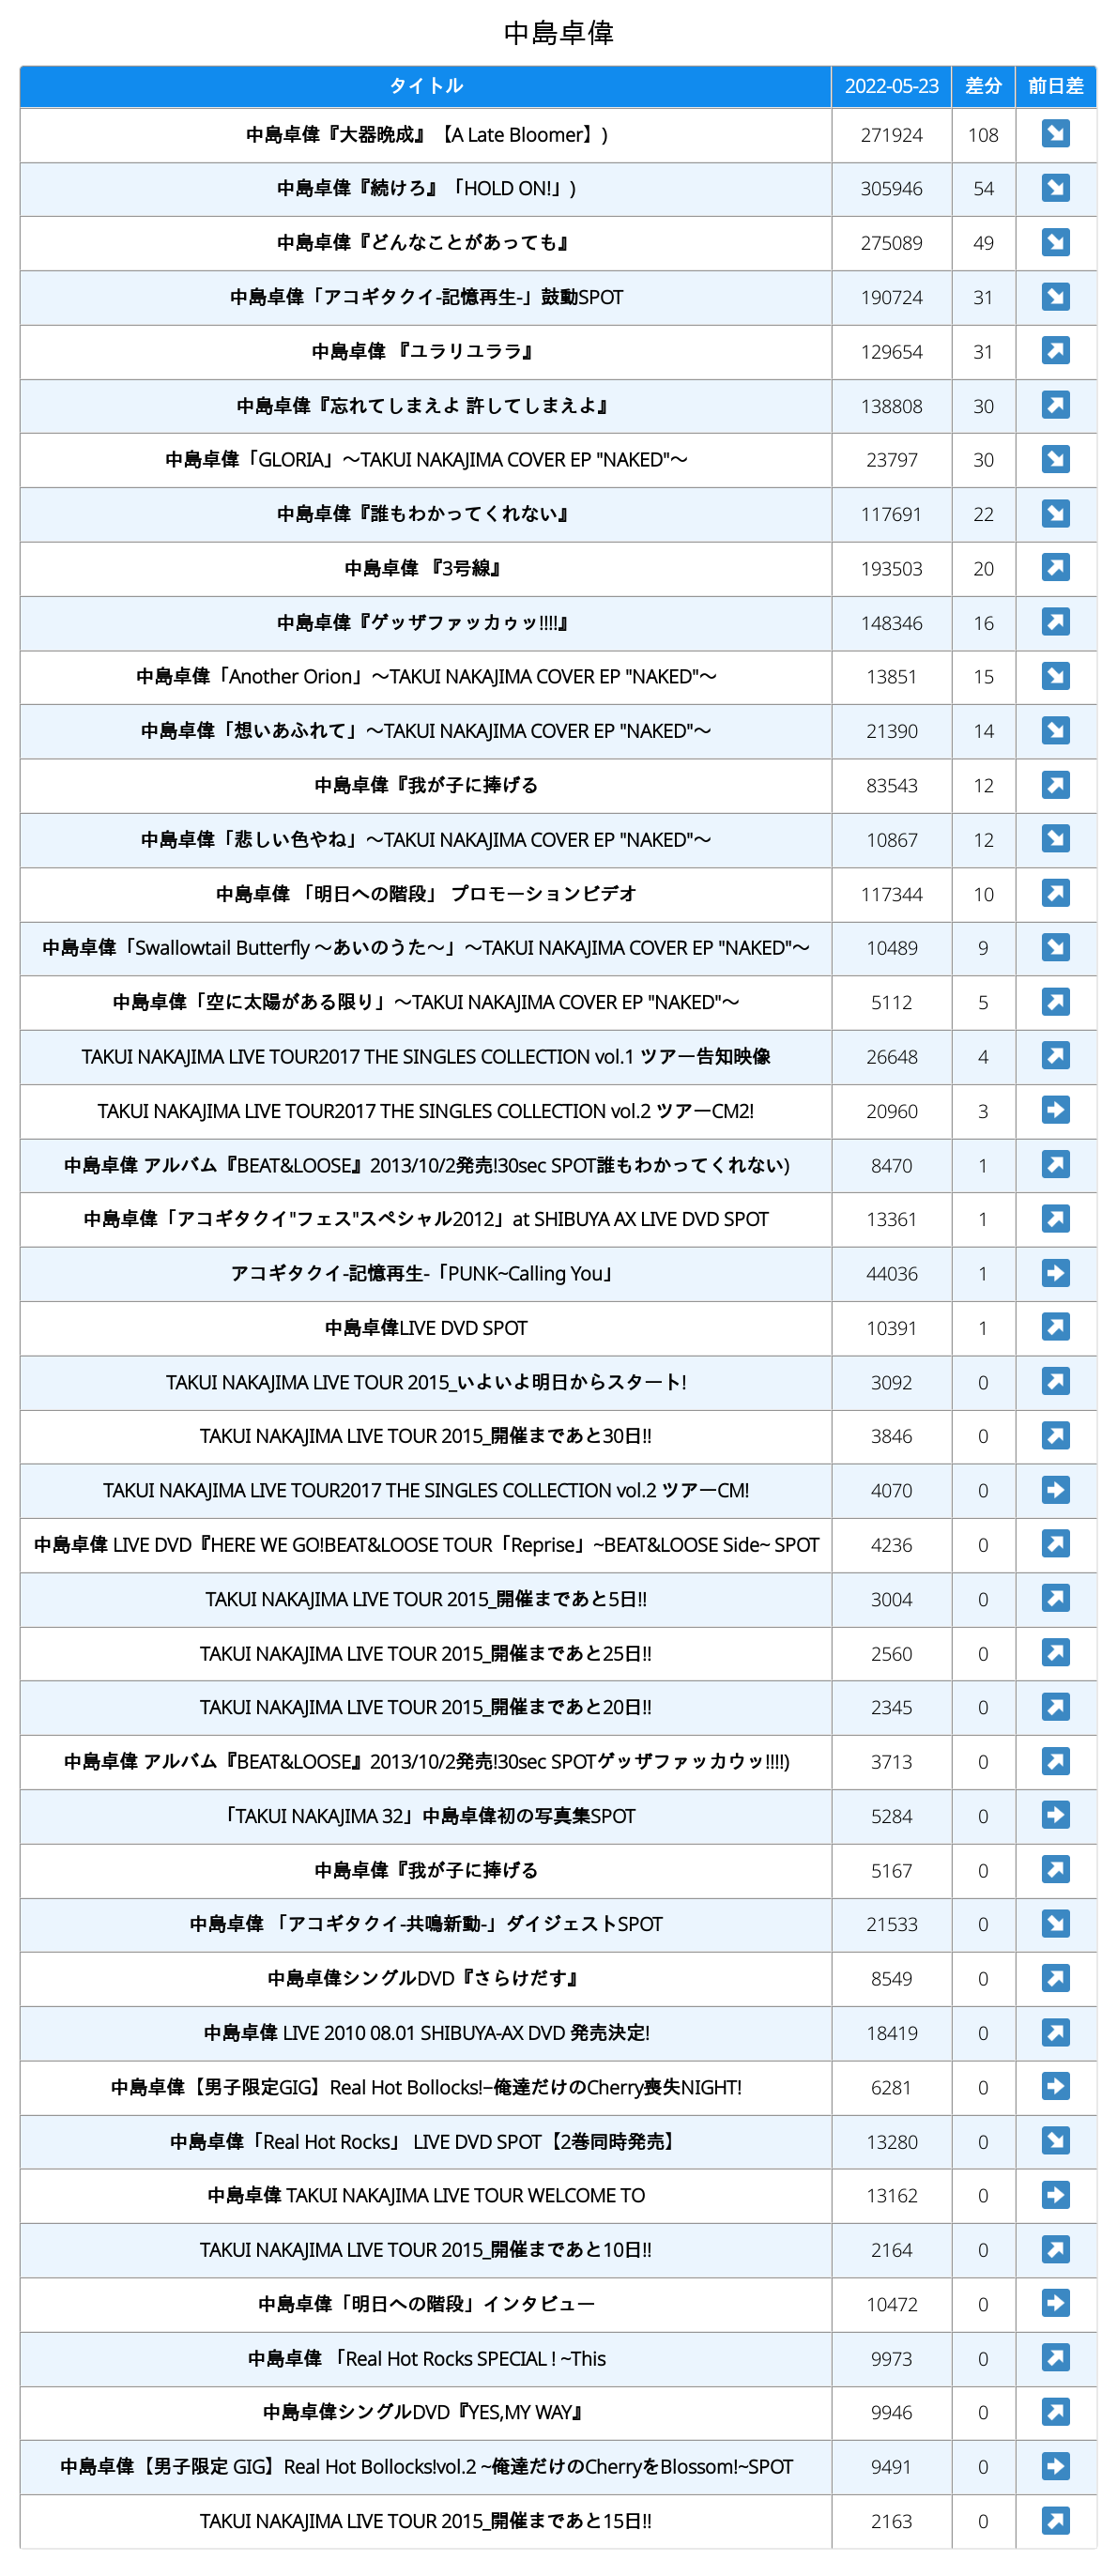 中島卓偉
タイトル 2022-05-23 差分 前日差
中島卓偉『大器晩成』【A Late Bloomer】) 271924 108
中島卓偉『続けろ』「HOLD ON!」) 305946 54
中島卓偉『どんなことがあっても』 275089 49
中島卓偉「アコギタクイ-記憶再生-」鼓動SPOT 190724 31
中島卓偉 『ユラリユララ』 129654 31
中島卓偉『忘れてしまえよ 許してしまえよ』 138808 30
中島卓偉「GLORIA」〜TAKUI NAKAJIMA COVER EP "NAKED"〜 23797 30
中島卓偉『誰もわかってくれない』 117691 22
中島卓偉 『3号線』 193503 20
中島卓偉『ゲッザファッカゥッ!!!!』 148346 16
中島卓偉「Another Orion」〜TAKUI NAKAJIMA COVER EP "NAKED"〜 13851 15
中島卓偉「想いあふれて」〜TAKUI NAKAJIMA COVER EP "NAKED"〜 21390 14
中島卓偉『我が子に捧げる 83543 12
中島卓偉「悲しい色やね」〜TAKUI NAKAJIMA COVER EP "NAKED"〜 10867 12
中島卓偉 「明日への階段」 プロモーションビデオ 117344 10
中島卓偉「Swallowtail Butterfly 〜あいのうた〜」〜TAKUI NAKAJIMA COVER EP "NAKED"〜 10489 9
中島卓偉「空に太陽がある限り」〜TAKUI NAKAJIMA COVER EP "NAKED"〜 5112 5
TAKUI NAKAJIMA LIVE TOUR2017 THE SINGLES COLLECTION vol.1 ツアー告知映像 26648 4
TAKUI NAKAJIMA LIVE TOUR2017 THE SINGLES COLLECTION vol.2 ツアーCM2! 20960 3
中島卓偉 アルバム『BEAT&LOOSE』2013/10/2発売!30sec SPOT誰もわかってくれない) 8470 1
中島卓偉「アコギタクイ"フェス"スペシャル2012」at SHIBUYA AX LIVE DVD SPOT 13361 1
アコギタクイ-記憶再生-「PUNK~Calling You」 44036 1
中島卓偉LIVE DVD SPOT 10391 1
TAKUI NAKAJIMA LIVE TOUR 2015_いよいよ明日からスタート! 3092 0
TAKUI NAKAJIMA LIVE TOUR 2015_開催まであと30日!! 3846 0
TAKUI NAKAJIMA LIVE TOUR2017 THE SINGLES COLLECTION vol.2 ツアーCM! 4070 0
中島卓偉 LIVE DVD『HERE WE GO!BEAT&LOOSE TOUR「Reprise」~BEAT&LOOSE Side~ SPOT 4236 0
TAKUI NAKAJIMA LIVE TOUR 2015_開催まであと5日!! 3004 0
TAKUI NAKAJIMA LIVE TOUR 2015_開催まであと25日!! 2560 0
TAKUI NAKAJIMA LIVE TOUR 2015_開催まであと20日!! 2345 0
中島卓偉 アルバム『BEAT&LOOSE』2013/10/2発売!30sec SPOTゲッザファッカウッ!!!!) 3713 0
「TAKUI NAKAJIMA 32」中島卓偉初の写真集SPOT 5284 0
中島卓偉『我が子に捧げる 5167 0
中島卓偉 「アコギタクイ-共鳴新動-」ダイジェストSPOT 21533 0
中島卓偉シングルDVD『さらけだす』 8549 0
中島卓偉 LIVE 2010 08.01 SHIBUYA-AX DVD 発売決定! 18419 0
中島卓偉【男子限定GIG】Real Hot Bollocks!−俺達だけのCherry喪失NIGHT! 6281 0
中島卓偉「Real Hot Rocks」 LIVE DVD SPOT【2巻同時発売】 13280 0
中島卓偉 TAKUI NAKAJIMA LIVE TOUR WELCOME TO 13162 0
TAKUI NAKAJIMA LIVE TOUR 2015_開催まであと10日!! 2164 0
中島卓偉「明日への階段」インタビュー 10472 0
中島卓偉 「Real Hot Rocks SPECIAL ! ~This 9973 0
中島卓偉シングルDVD『YES,MY WAY』 9946 0
中島卓偉【男子限定 GIG】Real Hot Bollocks!vol.2 ~俺達だけのCherryをBlossom!~SPOT 9491 0
TAKUI NAKAJIMA LIVE TOUR 2015_開催まであと15日!! 2163 0